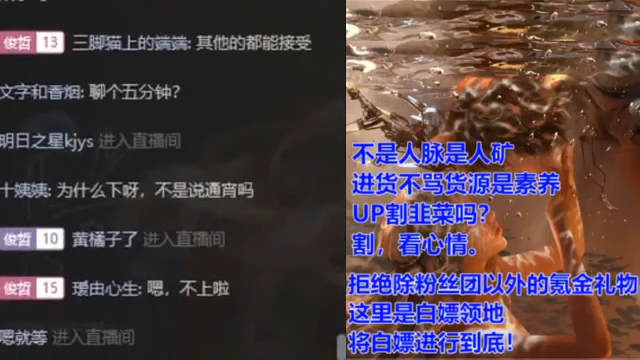 俊哲 13 三脚猫上的端端: 其他的都能接受
文字和香烟: 聊个五分钟?
明日之星kjys 进入直播间
十姨姨: 为什么下呀，不是说通宵吗
俊哲 10 黄橘子了 进入直播间
俊哲 15 瑷由心生: 嗯，不上啦
嗯就等 进入直播间
不是人脉是人矿
进货不骂货源是素养
UP割韭菜吗?
割，看心情。
拒绝除粉丝团以外的氪金礼物
这里是白嫖领地
将白嫖进行到底!